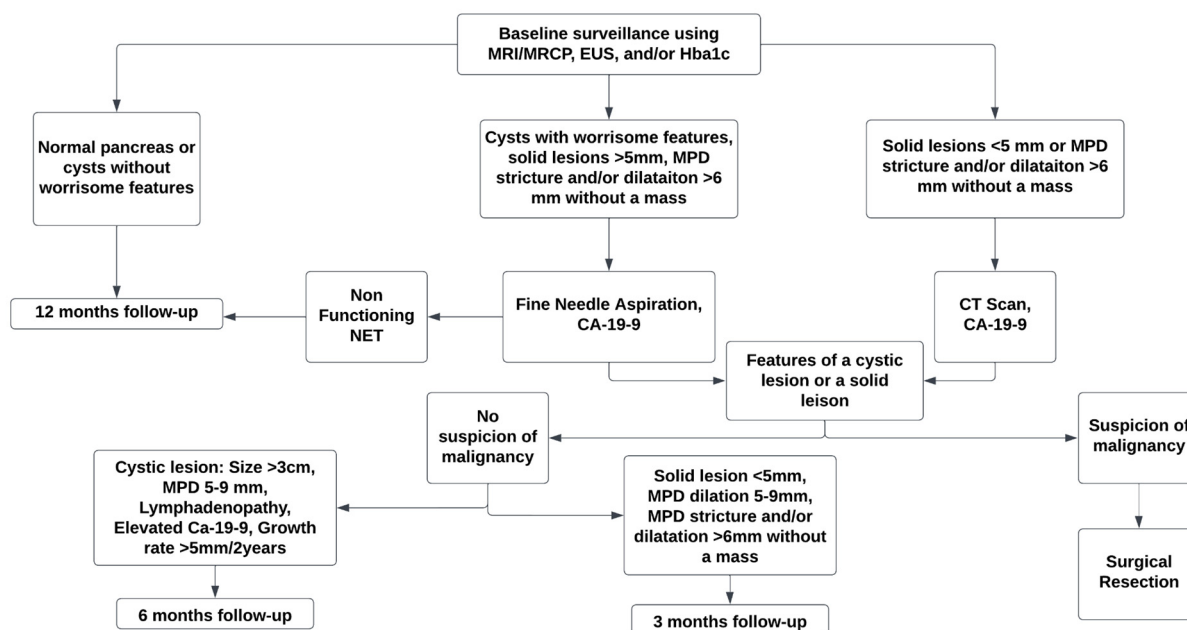 Baseline surveillance using
MRI/MRCP, EUS, and/or Hba1c
Normal pancreas or
cysts without
worrisome features
Cysts with worrisome features,
solid lesions >5mm, MPD
stricture and/or dilataiton >6
mm without a mass
Solid lesions <5 mm or MPD
stricture and/or dilataiton >6
mm without a mass
12 months follow-up
Non
Functioning
NET
Fine Needle Aspiration,
CA-19-9
CT Scan,
CA-19-9
Features of a cystic
lesion or a solid
leison
No
suspicion of
malignancy
Suspicion of
malignancy
Cystic lesion: Size >3cm,
MPD 5-9 mm,
Lymphadenopathy,
Elevated Ca-19-9, Growth
rate >5mm/2years
Solid lesion <5mm,
MPD dilation 5-9mm,
MPD stricture and/or
dilatation >6mm without
a mass
Surgical
Resection
6 months follow-up
3 months follow-up